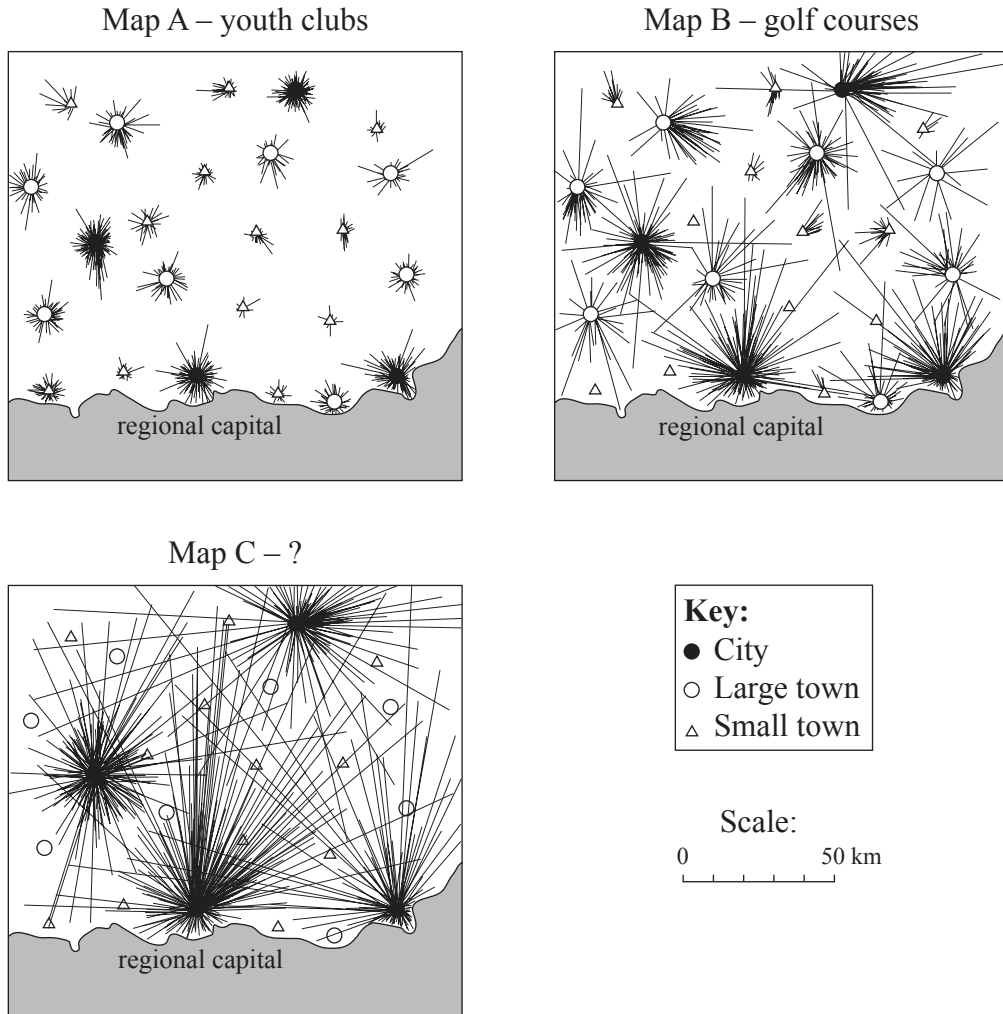 Map A – youth clubs
Map B – golf courses
regional capital
regional capital
Map C – ?
Key:
City
Large town
Small town
Scale:
0 50 km
regional capital